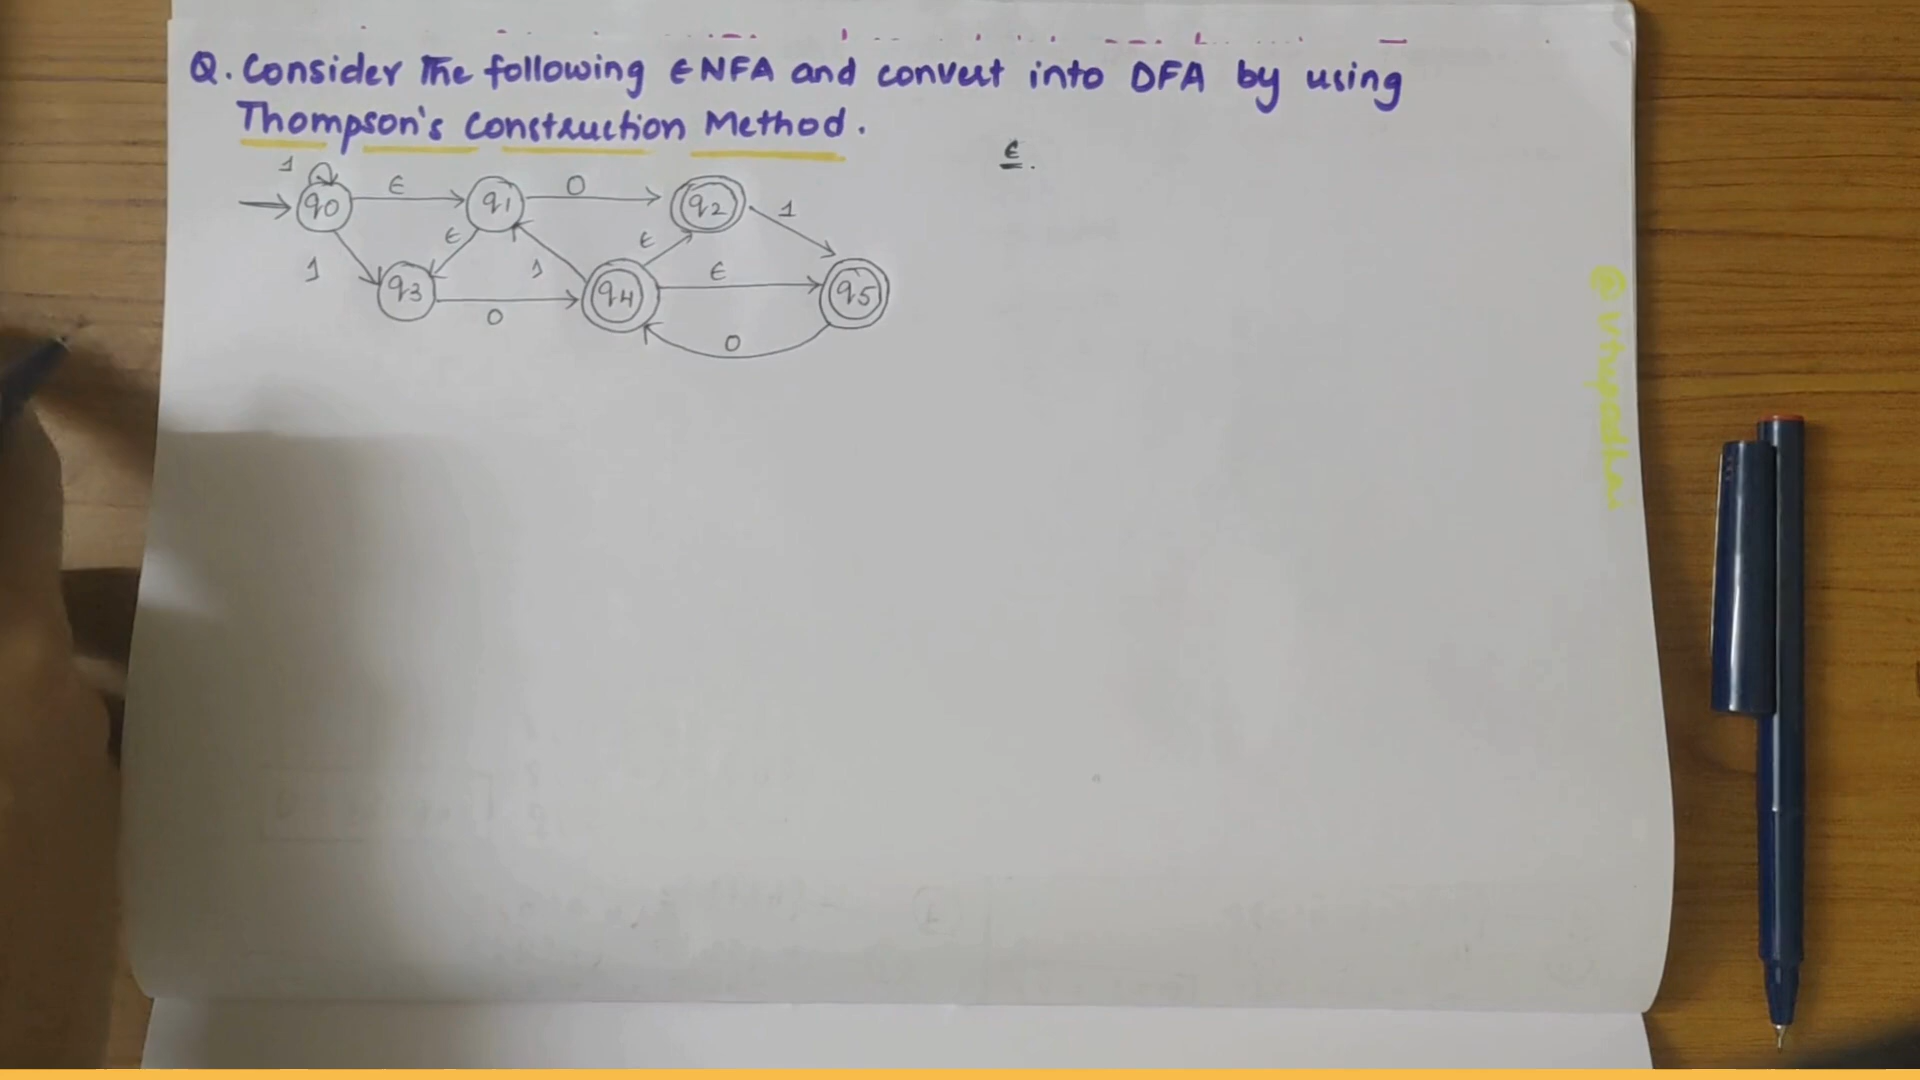 Q. Consider The following ϵ NFA and convert into DFA by using
Thompson's Construction Method.
ϵ.
1
q0
ϵ
q1
0
q2
1
1
ϵ
q3
0
1
q4
ϵ
ϵ
q5
0